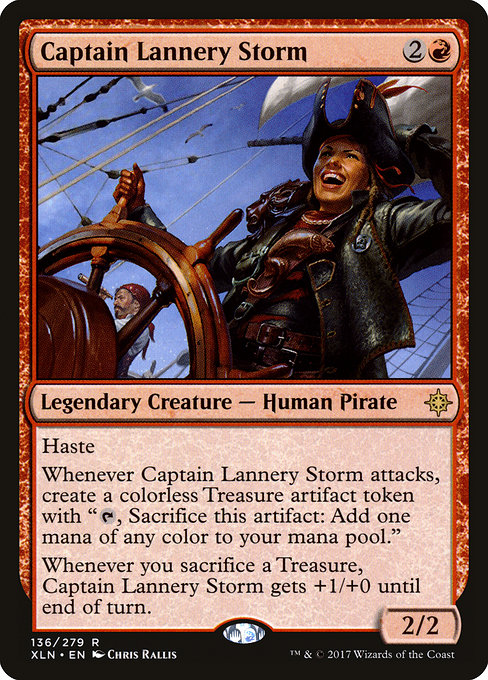 Captain Lannery Storm 2
Legendary Creature — Human Pirate
Haste
Whenever Captain Lannery Storm attacks,
create a colorless Treasure artifact token
with “, Sacrifice this artifact: Add one
mana of any color to your mana pool.”
Whenever you sacrifice a Treasure,
Captain Lannery Storm gets +1/+0 until
end of turn.
2/2
136/279 R
XLN • EN Chris Rallis
™ & © 2017 Wizards of the Coast